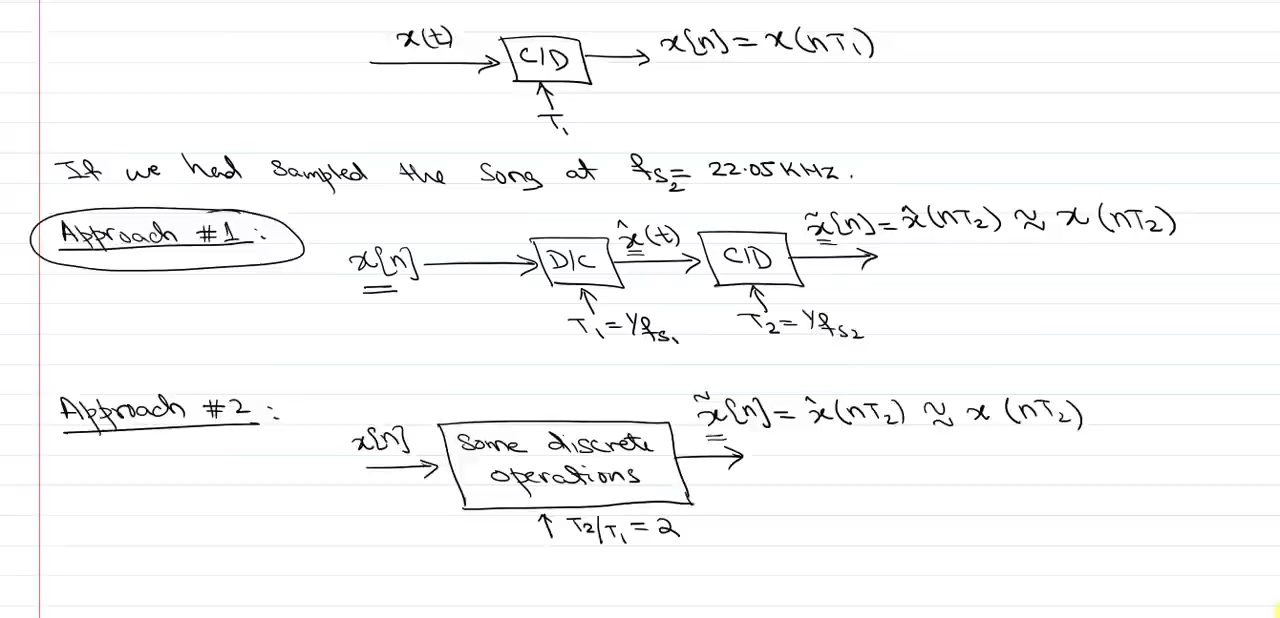 x(t) C/D x[n] = x(nT₁)
T₁
If we had sampled the song at fs₂ = 22.05 KHz.
Approach #1: x[n] D/C x̂(t) C/D x̃[n] = x̂(nT₂) ≈ x(nT₂)
T₁ = 1/fs₁ T₂ = 1/fs₂
Approach #2: x̃[n] = x̂(nT₂) ≈ x(nT₂)
x[n] Some discrete
operations
T₂/T₁ = 2